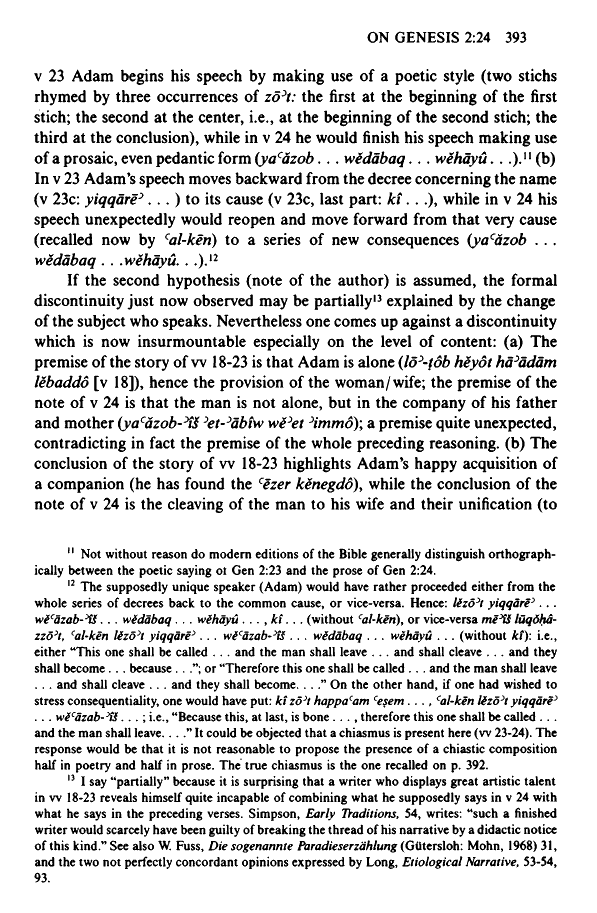 ON GENESIS 2:24 393
v 23 Adam begins his speech by making use of a poetic style (two stichs
rhymed by three occurrences of zōʾt: the first at the beginning of the first
stich; the second at the center, i.e., at the beginning of the second stich; the
third at the conclusion), while in v 24 he would finish his speech making use
of a prosaic, even pedantic form (yaʿăzob . . . wĕdābaq . . . wĕhāyû . . .).¹¹ (b)
In v 23 Adam's speech moves backward from the decree concerning the name
(v 23c: yiqqārēʾ . . . ) to its cause (v 23c, last part: kî . . .), while in v 24 his
speech unexpectedly would reopen and move forward from that very cause
(recalled now by ʿal-kēn) to a series of new consequences (yaʿăzob . . .
wĕdābaq . . .wĕhāyû. . .).¹²
If the second hypothesis (note of the author) is assumed, the formal
discontinuity just now observed may be partially¹³ explained by the change
of the subject who speaks. Nevertheless one comes up against a discontinuity
which is now insurmountable especially on the level of content: (a) The
premise of the story of vv 18-23 is that Adam is alone (lōʾ-ṭôb hĕyôt hāʾādām
lĕbaddô [v 18]), hence the provision of the woman/wife; the premise of the
note of v 24 is that the man is not alone, but in the company of his father
and mother (yaʿăzob-ʾîš ʾet-ʾābîw wĕʾet ʾimmô); a premise quite unexpected,
contradicting in fact the premise of the whole preceding reasoning. (b) The
conclusion of the story of vv 18-23 highlights Adam's happy acquisition of
a companion (he has found the ʿēzer kĕnegdô), while the conclusion of the
note of v 24 is the cleaving of the man to his wife and their unification (to
¹¹ Not without reason do modern editions of the Bible generally distinguish orthograph-
ically between the poetic saying of Gen 2:23 and the prose of Gen 2:24.
¹² The supposedly unique speaker (Adam) would have rather proceeded either from the
whole series of decrees back to the common cause, or vice-versa. Hence: lĕzōʾt yiqqārēʾ . . .
wĕʿāzab-ʾîš . . . wĕdābaq . . . wĕhāyû . . . , kî . . . (without ʿal-kēn), or vice-versa mēʾîš lūqŏḥâ-
zzōʾt, ʿal-kēn lĕzōʾt yiqqārēʾ . . . wĕʿāzab-ʾîš . . . wĕdābaq . . . wĕhāyû . . . (without kî): i.e.,
either "This one shall be called . . . and the man shall leave . . . and shall cleave . . . and they
shall become . . . because . . ."; or "Therefore this one shall be called . . . and the man shall leave
. . . and shall cleave . . . and they shall become. . . ." On the other hand, if one had wished to
stress consequentiality, one would have put: kî zōʾt happaʿam ʿeṣem . . . , ʿal-kēn lĕzōʾt yiqqārēʾ
. . . wĕʿāzab-ʾîš . . . ; i.e., "Because this, at last, is bone . . . , therefore this one shall be called . . .
and the man shall leave. . . ." It could be objected that a chiasmus is present here (vv 23-24). The
response would be that it is not reasonable to propose the presence of a chiastic composition
half in poetry and half in prose. The true chiasmus is the one recalled on p. 392.
¹³ I say "partially" because it is surprising that a writer who displays great artistic talent
in vv 18-23 reveals himself quite incapable of combining what he supposedly says in v 24 with
what he says in the preceding verses. Simpson, Early Traditions, 54, writes: "such a finished
writer would scarcely have been guilty of breaking the thread of his narrative by a didactic notice
of this kind." See also W. Fuss, Die sogenannte Paradieserzählung (Gütersloh: Mohn, 1968) 31,
and the two not perfectly concordant opinions expressed by Long, Etiological Narrative, 53-54,
93.